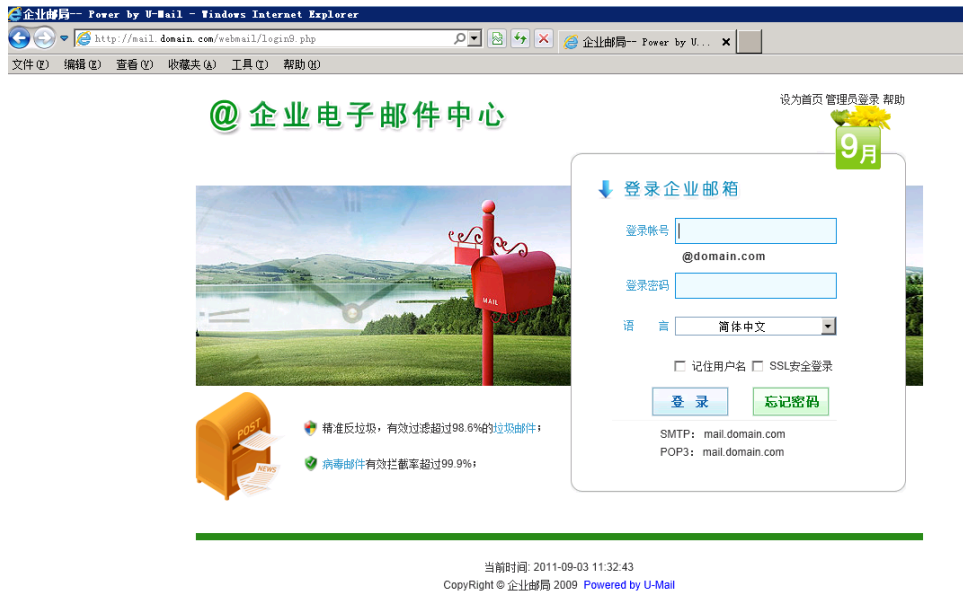 企业邮局-- Power by U-Mail - Windows Internet Explorer
http://mail.domain.com/webmail/login9.php
企业邮局-- Power by U...
文件(F) 编辑(E) 查看(V) 收藏夹(A) 工具(T) 帮助(H)
设为首页 管理员登录 帮助
@企业电子邮件中心
9月
登录企业邮箱
登录帐号
@domain.com
登录密码
语 言 简体中文
记住用户名 SSL安全登录
登 录 忘记密码
SMTP: mail.domain.com
POP3: mail.domain.com
MAIL
POST
NEWS
精准反垃圾,有效过滤超过98.6%的垃圾邮件;
病毒邮件有效拦截率超过99.9%;
当前时间: 2011-09-03 11:32:43
CopyRight © 企业邮局 2009 Powered by U-Mail